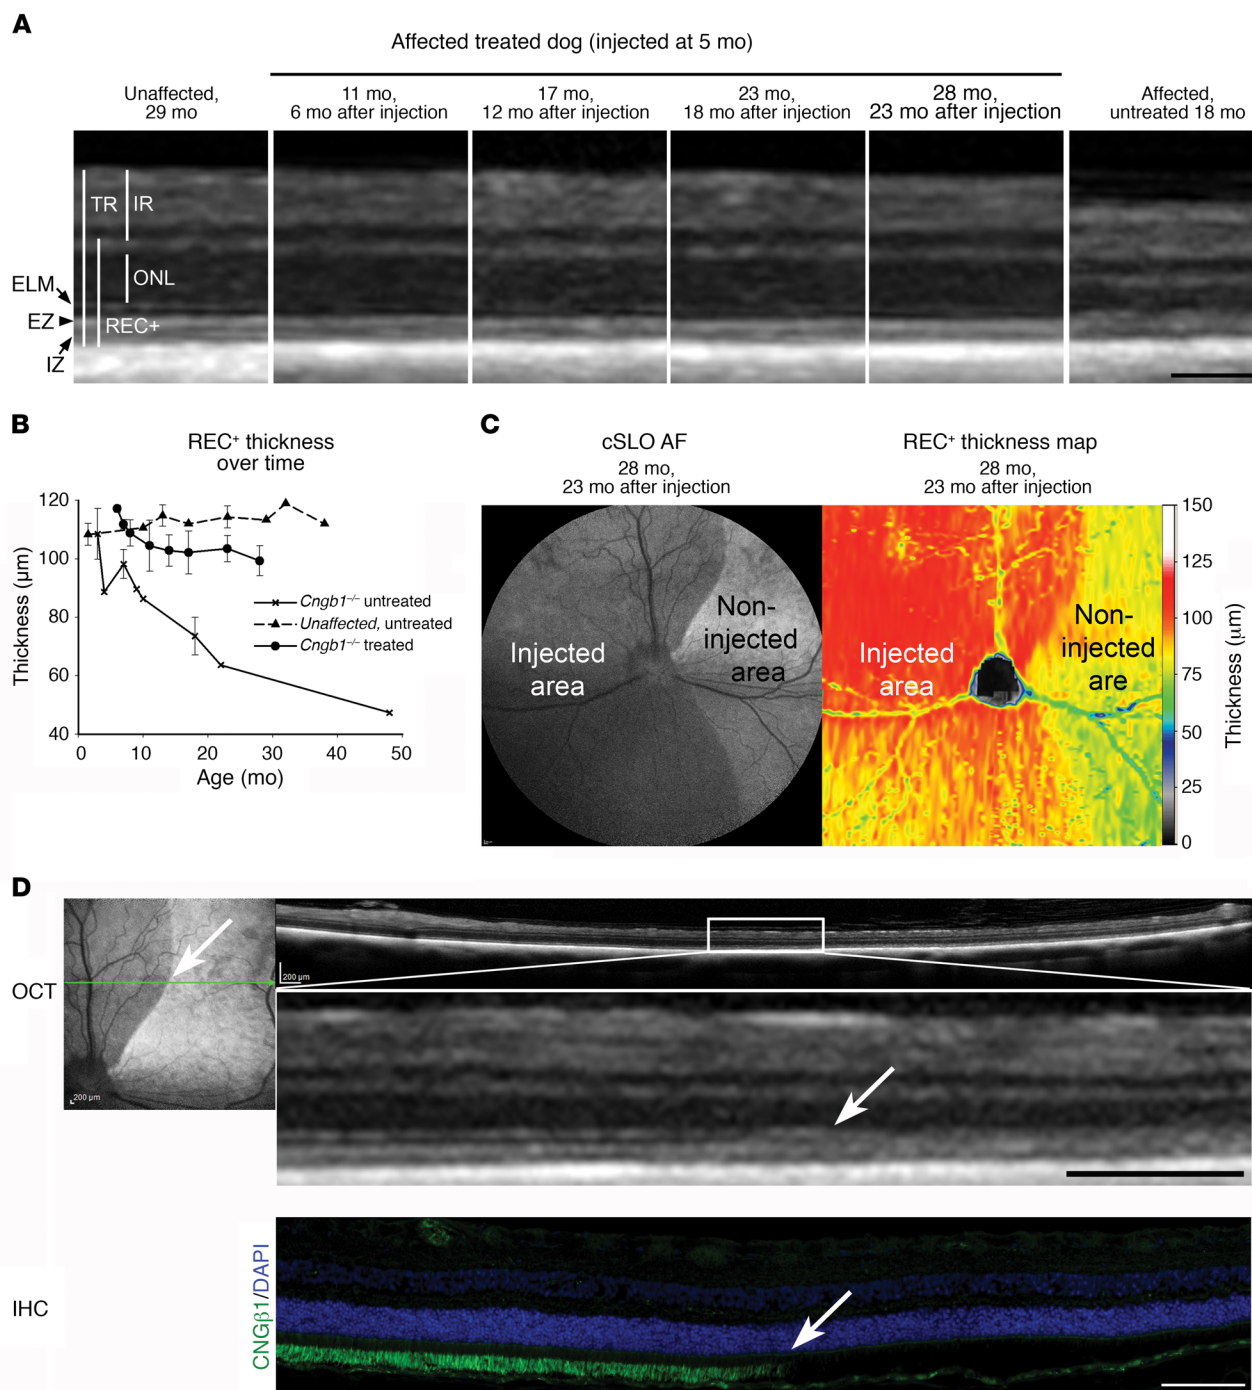 A
Affected treated dog (injected at 5 mo)
Unaffected,
29 mo
11 mo,
6 mo after injection
17 mo,
12 mo after injection
23 mo,
18 mo after injection
28 mo,
23 mo after injection
Affected,
untreated 18 mo
TR
IR
ONL
REC+
ELM
EZ
IZ
B
REC⁺ thickness
over time
Thickness (μm)
120
100
80
60
40
0
10
20
30
40
50
Age (mo)
Cngb1⁻/⁻ untreated
Unaffected, untreated
Cngb1⁻/⁻ treated
C
cSLO AF
28 mo,
23 mo after injection
Injected
area
Non-
injected
area
REC⁺ thickness map
28 mo,
23 mo after injection
Injected
area
Non-
injected
are
150
125
100
75
50
25
0
Thickness (μm)
D
OCT
200 μm
200 μm
IHC
CNGβ1/DAPI